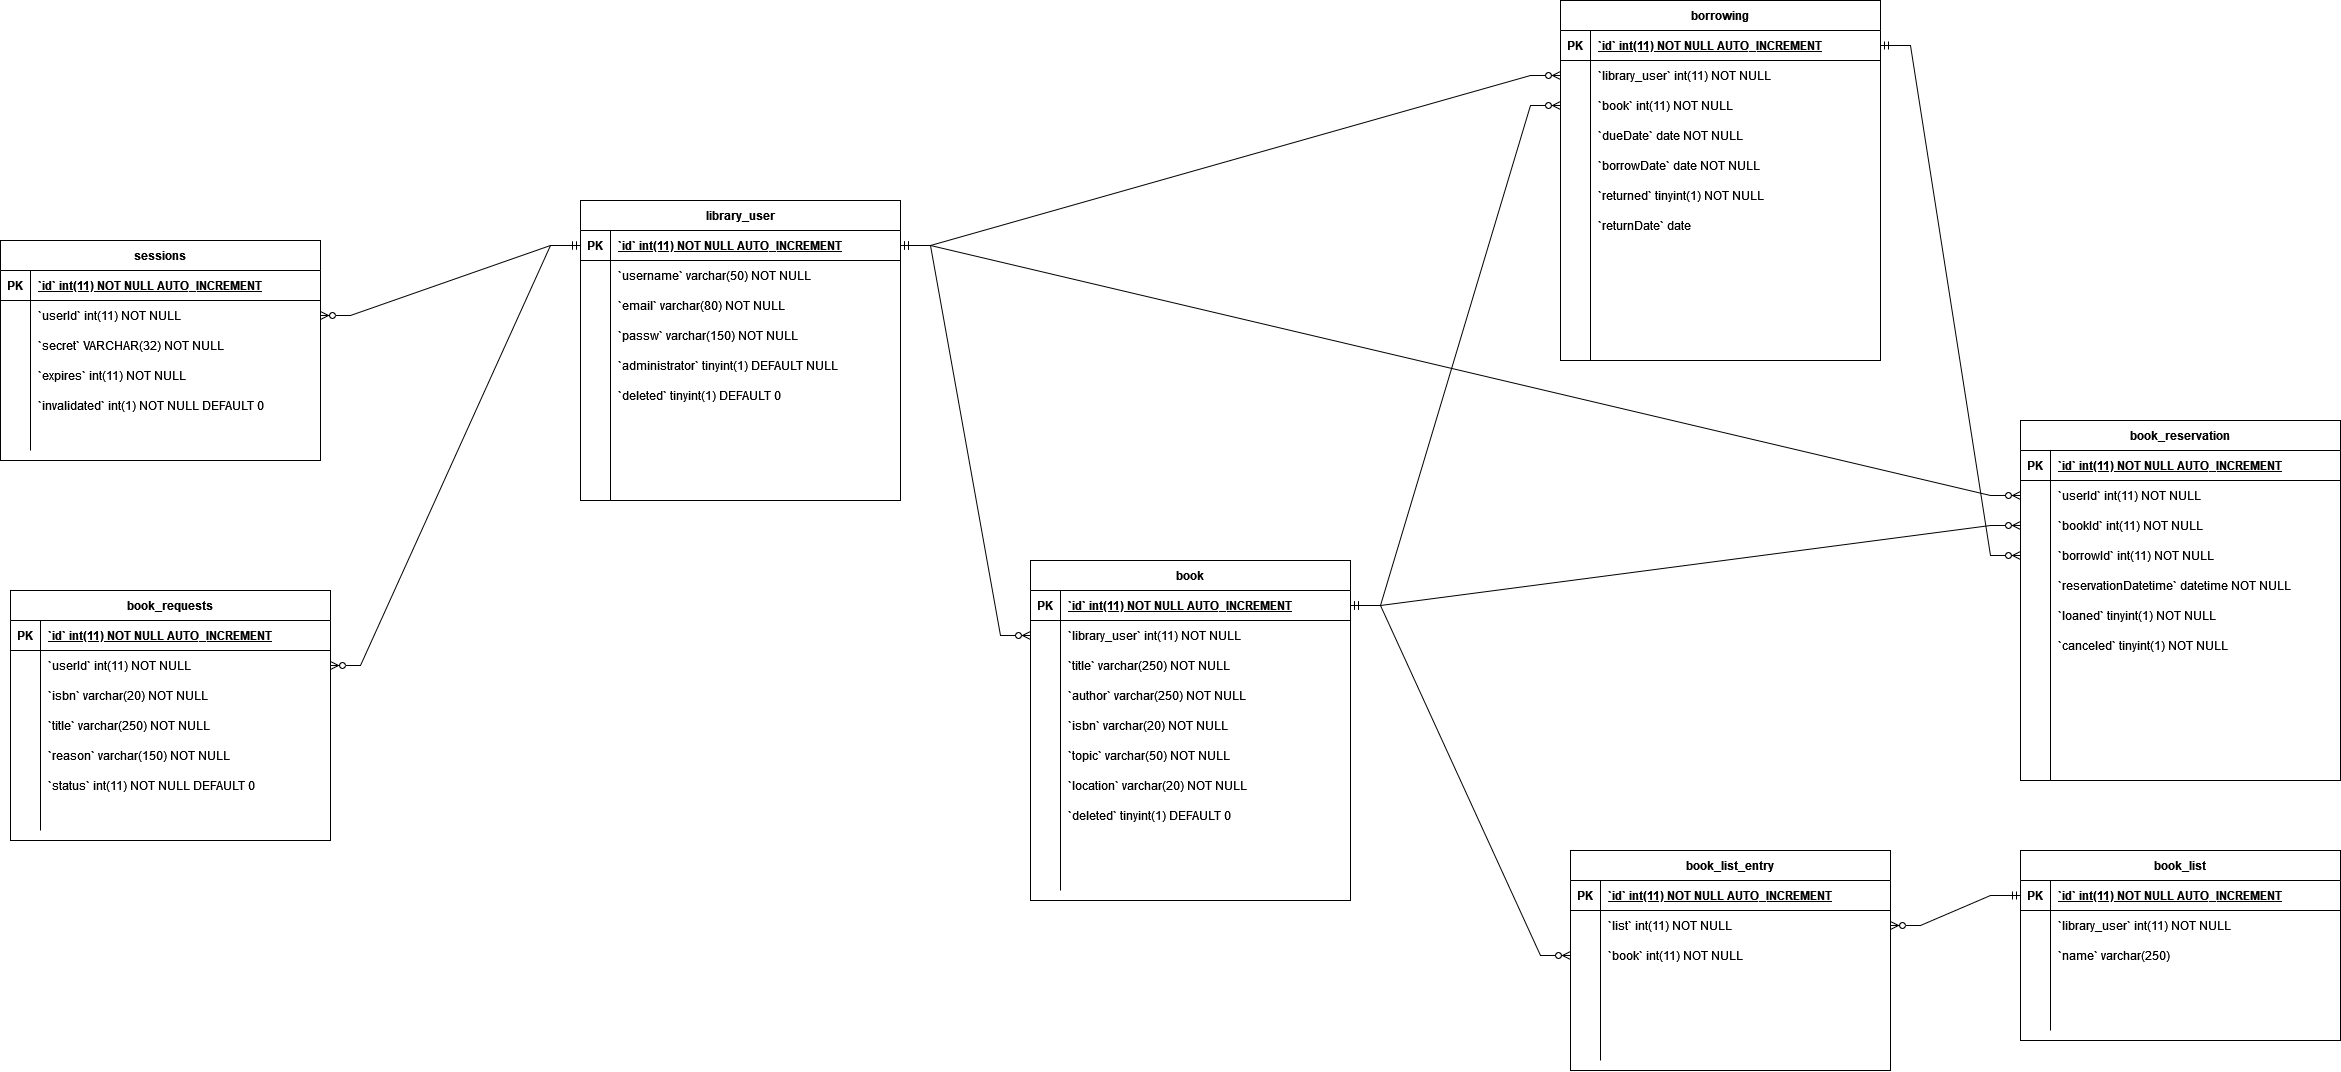 borrowing
PK `id` int(11) NOT NULL AUTO_INCREMENT
`library_user` int(11) NOT NULL
`book` int(11) NOT NULL
`dueDate` date NOT NULL
`borrowDate` date NOT NULL
`returned` tinyint(1) NOT NULL
`returnDate` date
library_user
PK `id` int(11) NOT NULL AUTO_INCREMENT
`username` varchar(50) NOT NULL
`email` varchar(80) NOT NULL
`passw` varchar(150) NOT NULL
`administrator` tinyint(1) DEFAULT NULL
`deleted` tinyint(1) DEFAULT 0
sessions
PK `id` int(11) NOT NULL AUTO_INCREMENT
`userId` int(11) NOT NULL
`secret` VARCHAR(32) NOT NULL
`expires` int(11) NOT NULL
`invalidated` int(1) NOT NULL DEFAULT 0
book_reservation
PK `id` int(11) NOT NULL AUTO_INCREMENT
`userId` int(11) NOT NULL
`bookId` int(11) NOT NULL
`borrowId` int(11) NOT NULL
`reservationDatetime` datetime NOT NULL
`loaned` tinyint(1) NOT NULL
`canceled` tinyint(1) NOT NULL
book
PK `id` int(11) NOT NULL AUTO_INCREMENT
`library_user` int(11) NOT NULL
`title` varchar(250) NOT NULL
`author` varchar(250) NOT NULL
`isbn` varchar(20) NOT NULL
`topic` varchar(50) NOT NULL
`location` varchar(20) NOT NULL
`deleted` tinyint(1) DEFAULT 0
book_requests
PK `id` int(11) NOT NULL AUTO_INCREMENT
`userId` int(11) NOT NULL
`isbn` varchar(20) NOT NULL
`title` varchar(250) NOT NULL
`reason` varchar(150) NOT NULL
`status` int(11) NOT NULL DEFAULT 0
book_list_entry
PK `id` int(11) NOT NULL AUTO_INCREMENT
`list` int(11) NOT NULL
`book` int(11) NOT NULL
book_list
PK `id` int(11) NOT NULL AUTO_INCREMENT
`library_user` int(11) NOT NULL
`name` varchar(250)